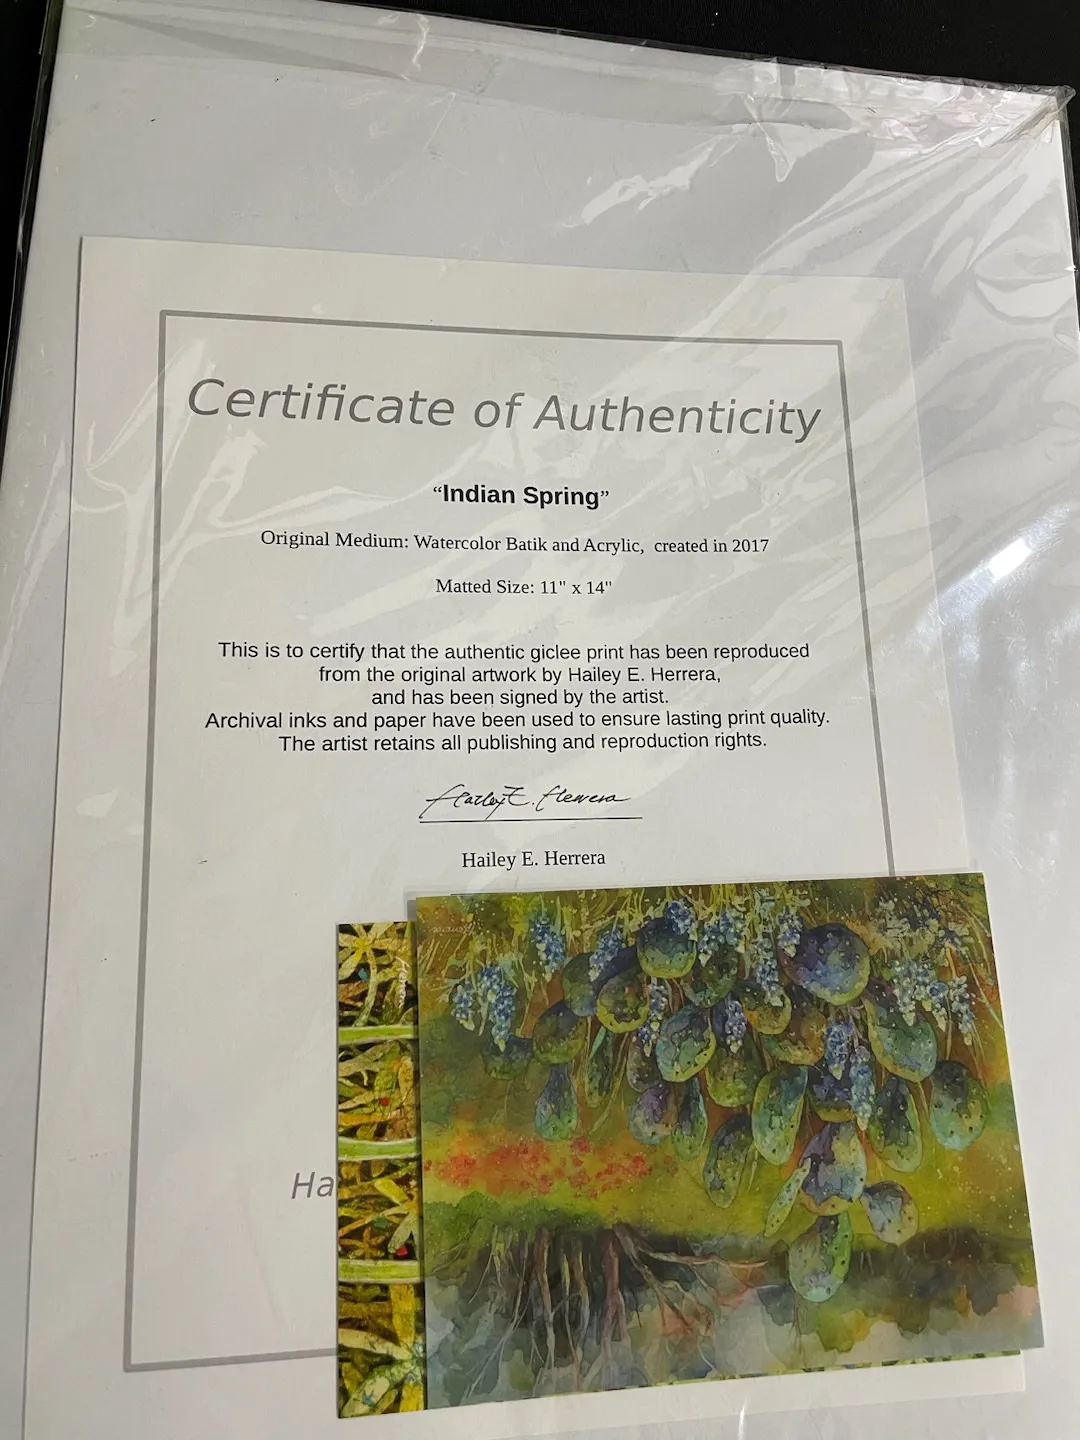 Certificate of Authenticity
“Indian Spring”
Original Medium: Watercolor Batik and Acrylic, created in 2017
Matted Size: 11" x 14"
This is to certify that the authentic giclee print has been reproduced
from the original artwork by Hailey E. Herrera,
and has been signed by the artist.
Archival inks and paper have been used to ensure lasting print quality.
The artist retains all publishing and reproduction rights.
Hailey E. Herrera
Hailey E. Herrera
Ha